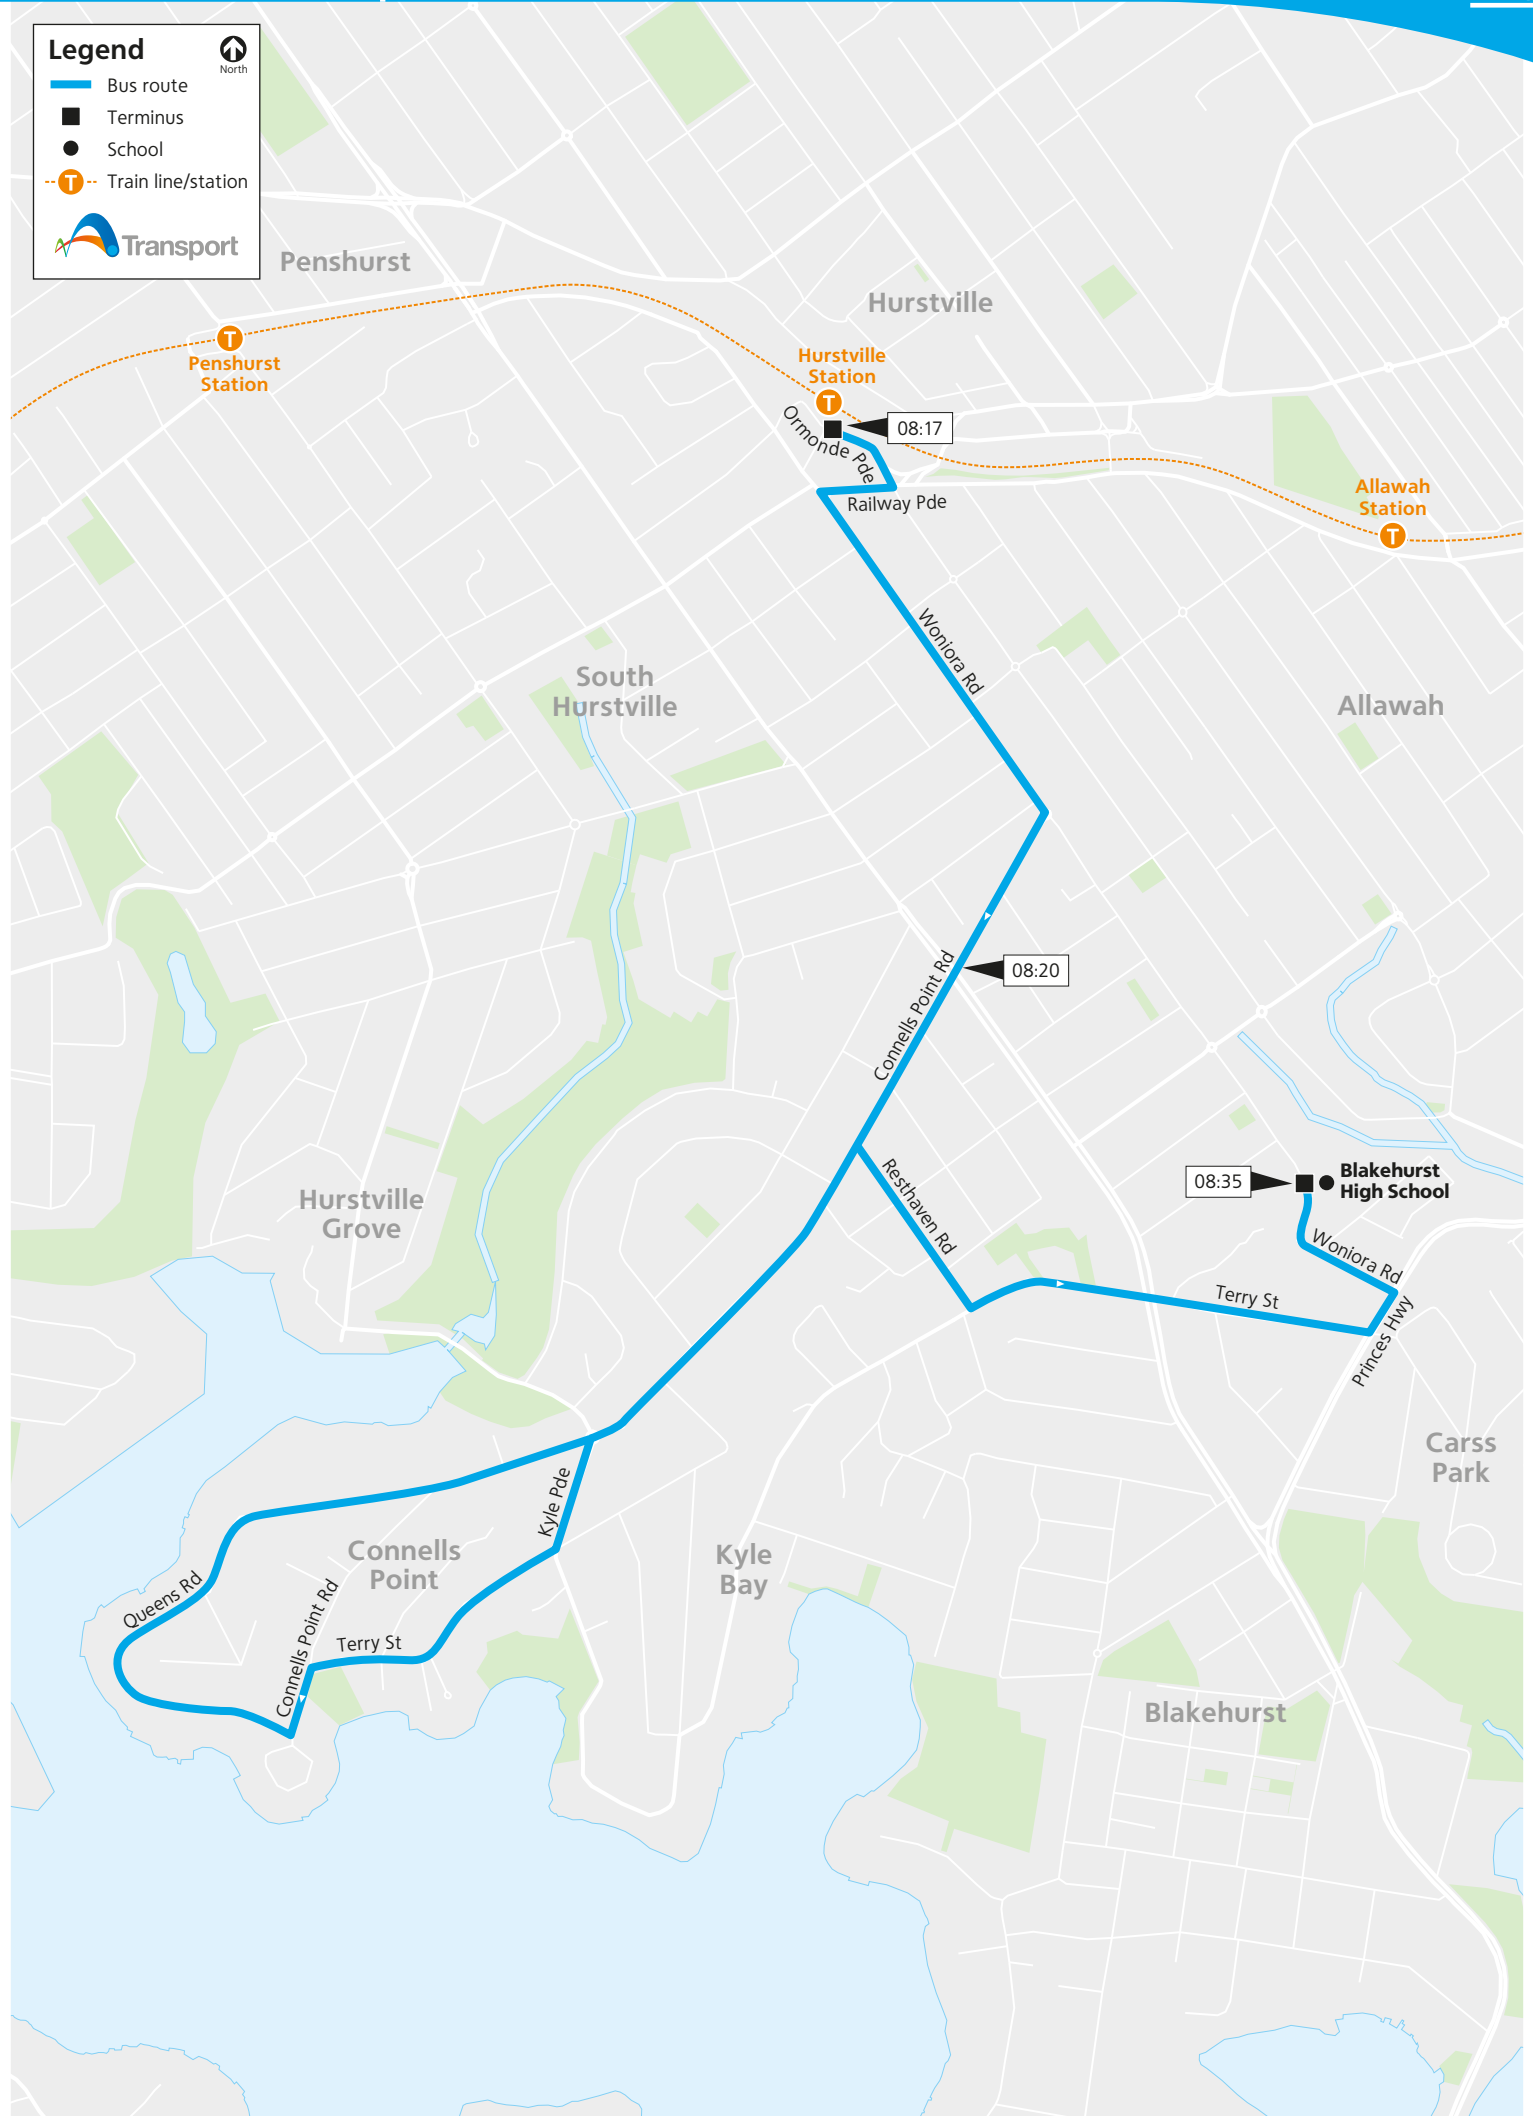 Legend
North
Bus route
Terminus
School
T
Train line/station
Transport
Penshurst
Hurstville
T
Penshurst
Station
Hurstville
Station
T
Ormonde Pde
08:17
Railway Pde
Allawah
Station
T
Woniora Rd
South
Hurstville
Allawah
Connells Point Rd
08:20
Resthaven Rd
08:35
Blakehurst
High School
Hurstville
Grove
Woniora Rd
Terry St
Princes Hwy
Carss
Park
Kyle Pde
Connells
Point
Kyle
Bay
Queens Rd
Connells Point Rd
Terry St
Blakehurst